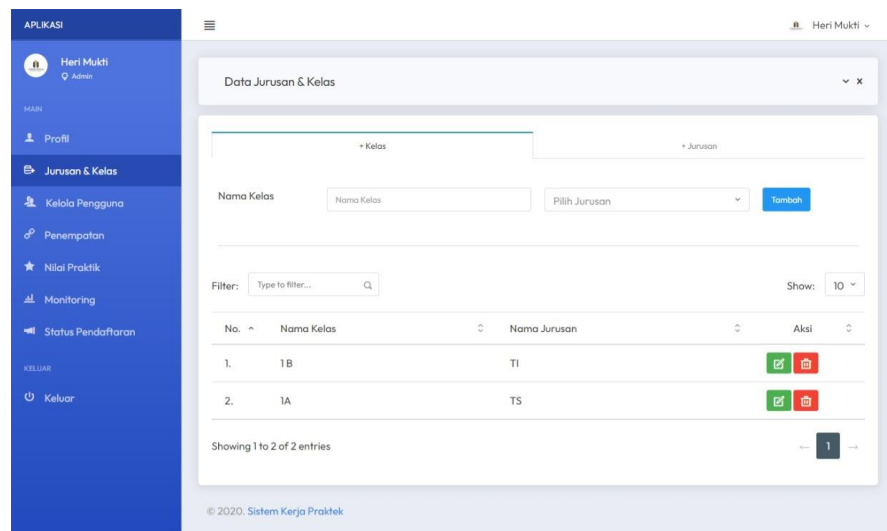 APLIKASI
Heri Mukti
Heri Mukti
Admin
MAIN
Profil
Jurusan & Kelas
Kelola Pengguna
Penempatan
Nilai Praktik
Monitoring
Status Pendaftaran
KELUAR
Keluar
Data Jurusan & Kelas
+ Kelas
+ Jurusan
Nama Kelas
Nama Kelas
Pilih Jurusan
Tambah
Filter:
Type to filter...
Show:
10
No.
Nama Kelas
Nama Jurusan
Aksi
1.
1 B
TI
2.
1A
TS
Showing 1 to 2 of 2 entries
← 1 →
© 2020. Sistem Kerja Praktek